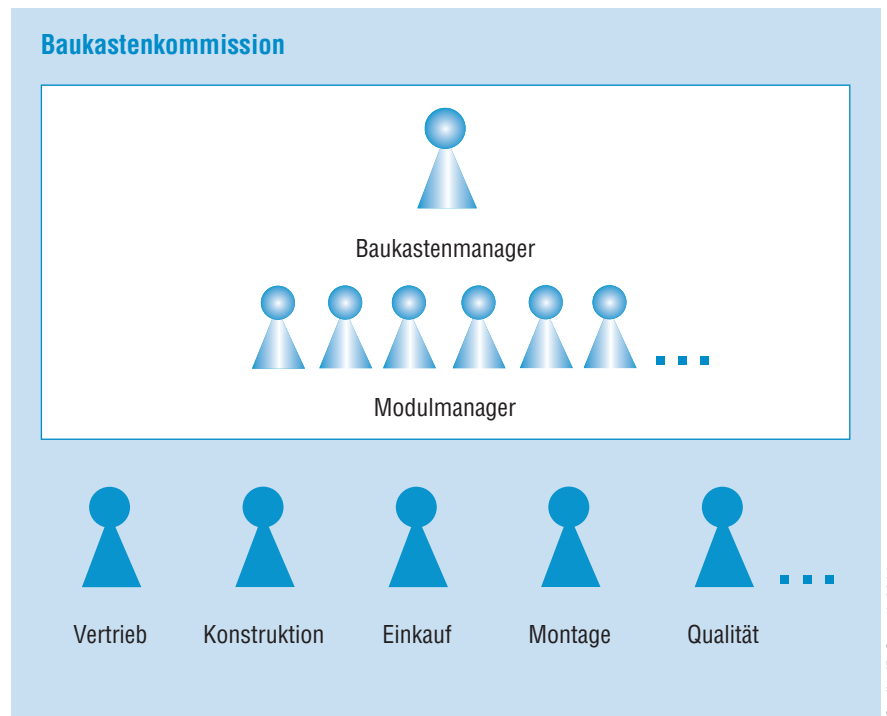 Baukastenkommission
Baukastenmanager
Modulmanager
Vertrieb Konstruktion Einkauf Montage Qualität